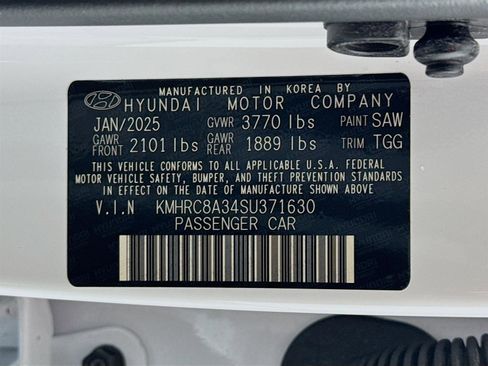 MANUFACTURED IN KOREA BY
HYUNDAI MOTOR COMPANY
JAN/2025 GVWR 3770 lbs PAINT SAW
GAWR FRONT 2101 lbs GAWR REAR 1889 lbs TRIM TGG
THIS VEHICLE CONFORMS TO ALL APPLICABLE U.S.A. FEDERAL
MOTOR VEHICLE SAFETY, BUMPER, AND THEFT PREVENTION STANDARDS
IN EFFECT ON THE DATE OF MANUFACTURE SHOWN ABOVE.
V.I.N KMHRC8A34SU371630
PASSENGER CAR